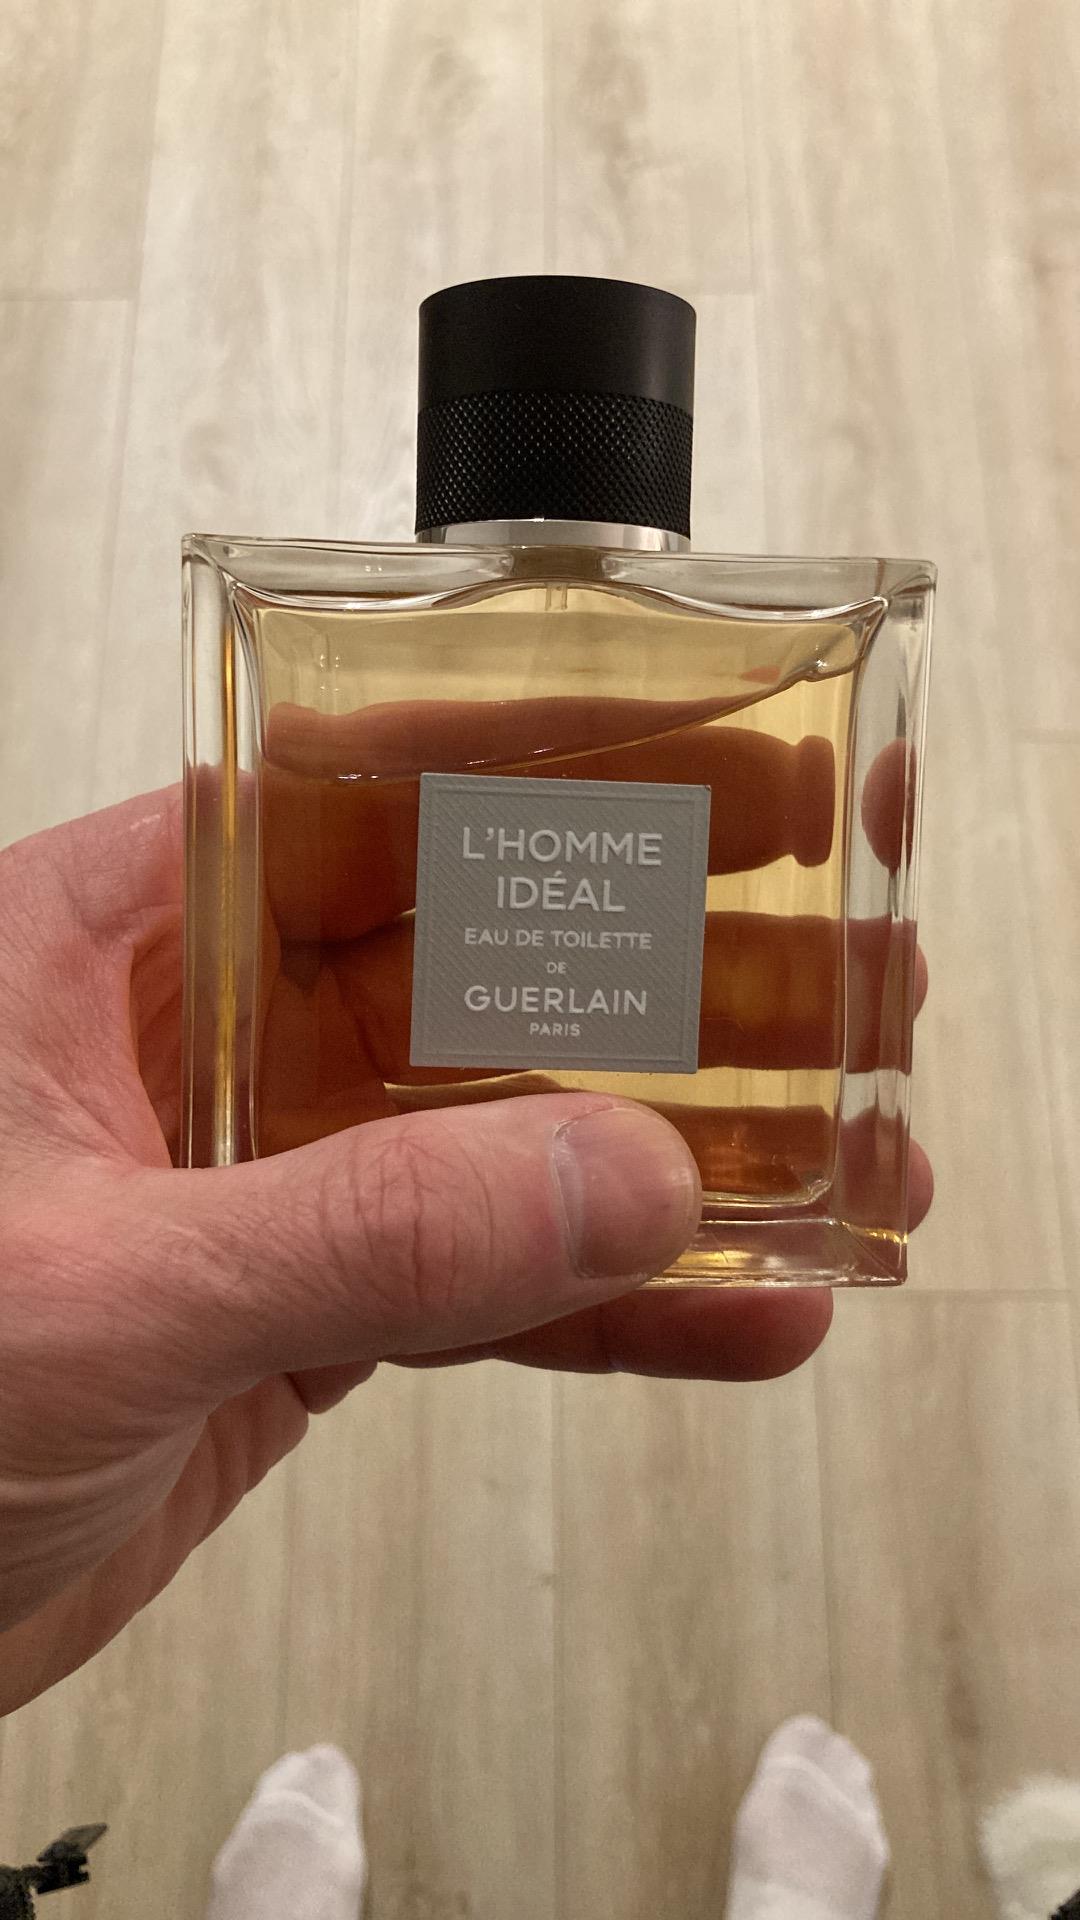 L'HOMME
IDÉAL
EAU DE TOILETTE
DE
GUERLAIN
PARIS